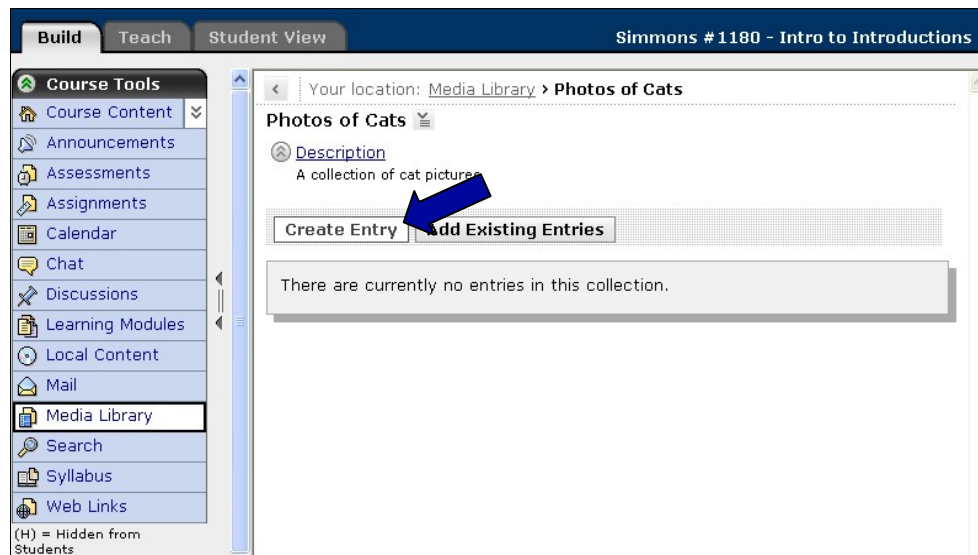 Build Teach Student View Simmons #1180 - Intro to Introductions
Course Tools
Course Content
Announcements
Assessments
Assignments
Calendar
Chat
Discussions
Learning Modules
Local Content
Mail
Media Library
Search
Syllabus
Web Links
(H) = Hidden from
Students
Your location: Media Library › Photos of Cats
Photos of Cats
Description
A collection of cat pictures
Create Entry Add Existing Entries
There are currently no entries in this collection.